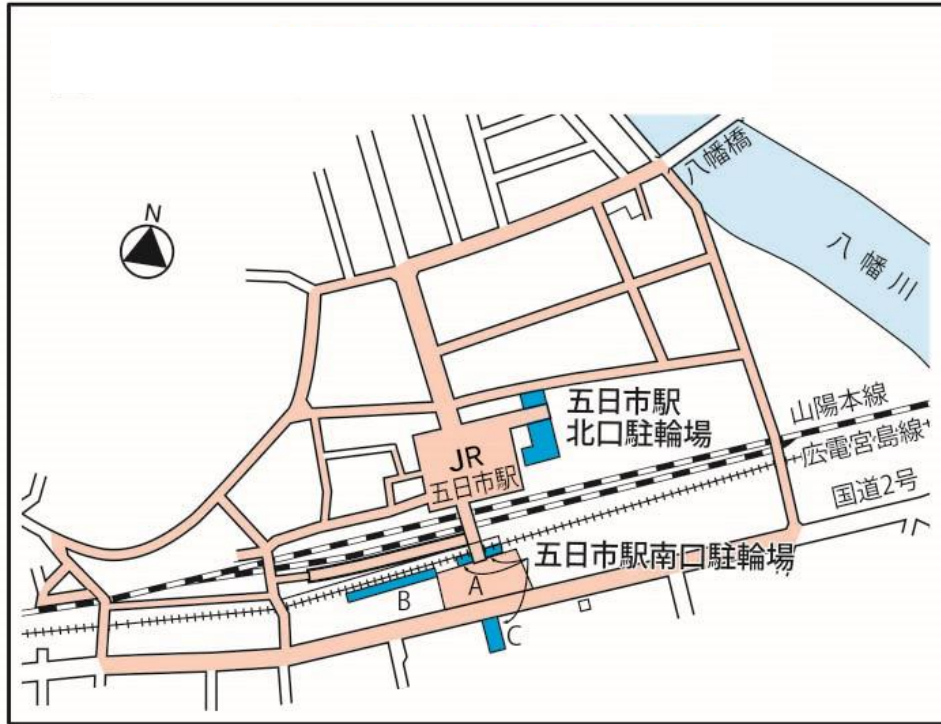 N
八幡橋
八幡川
五日市駅
北口駐輪場
山陽本線
広電宮島線
国道2号
JR
五日市駅
五日市駅南口駐輪場
A
B
C